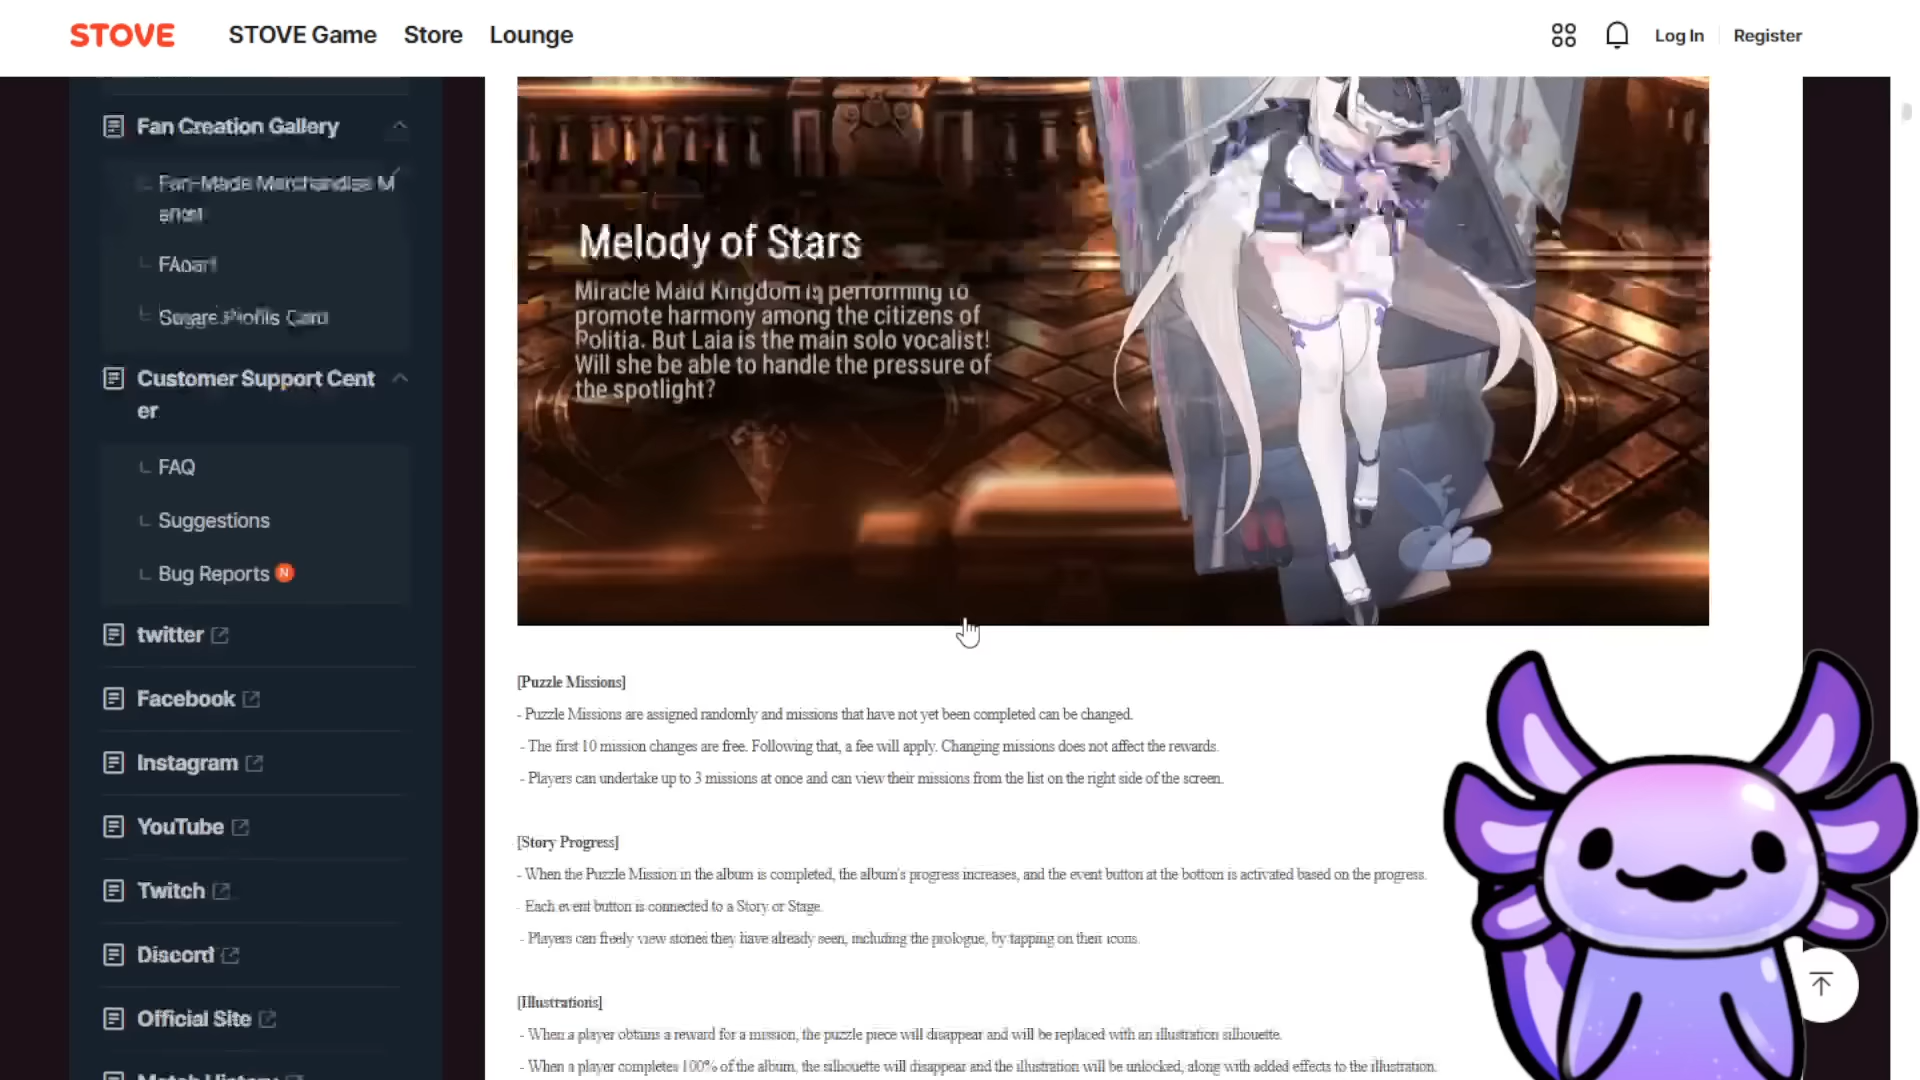 STOVE
STOVE Game
Store
Lounge
Log In
Register
Fan Creation Gallery
Fan-Made Merchandise M
FAQ
Customer Support Cent
er
Suggestions
Bug Reports N
twitter
Facebook
Instagram
YouTube
Twitch
Discord
Official Site
Match History
Melody of Stars
Miracle Maid Kingdom is performing to
promote harmony among the citizens of
Politia. But Laia is the main solo vocalist!
Will she be able to handle the pressure of
the spotlight?
[Puzzle Missions]
- Puzzle Missions are assigned randomly and missions that have not yet been completed can be changed.
- The first 10 mission changes are free. Following that, a fee will apply. Changing missions does not affect the rewards.
- Players can undertake up to 3 missions at once and can view their missions from the list on the right side of the screen.
[Story Progress]
- When the Puzzle Mission in the album is completed, the album's progress increases, and the event button at the bottom is activated based on the progress.
- Each event button is connected to a Story or Stage.
- Players can freely view stories they have already seen, including the prologue, by tapping on their icons.
[Illustrations]
- When a player obtains a reward for a mission, the puzzle piece will disappear and will be replaced with an illustration silhouette.
- When a player completes 100% of the album, the silhouette will disappear and the illustration will be unlocked, along with added effects to the illustration.